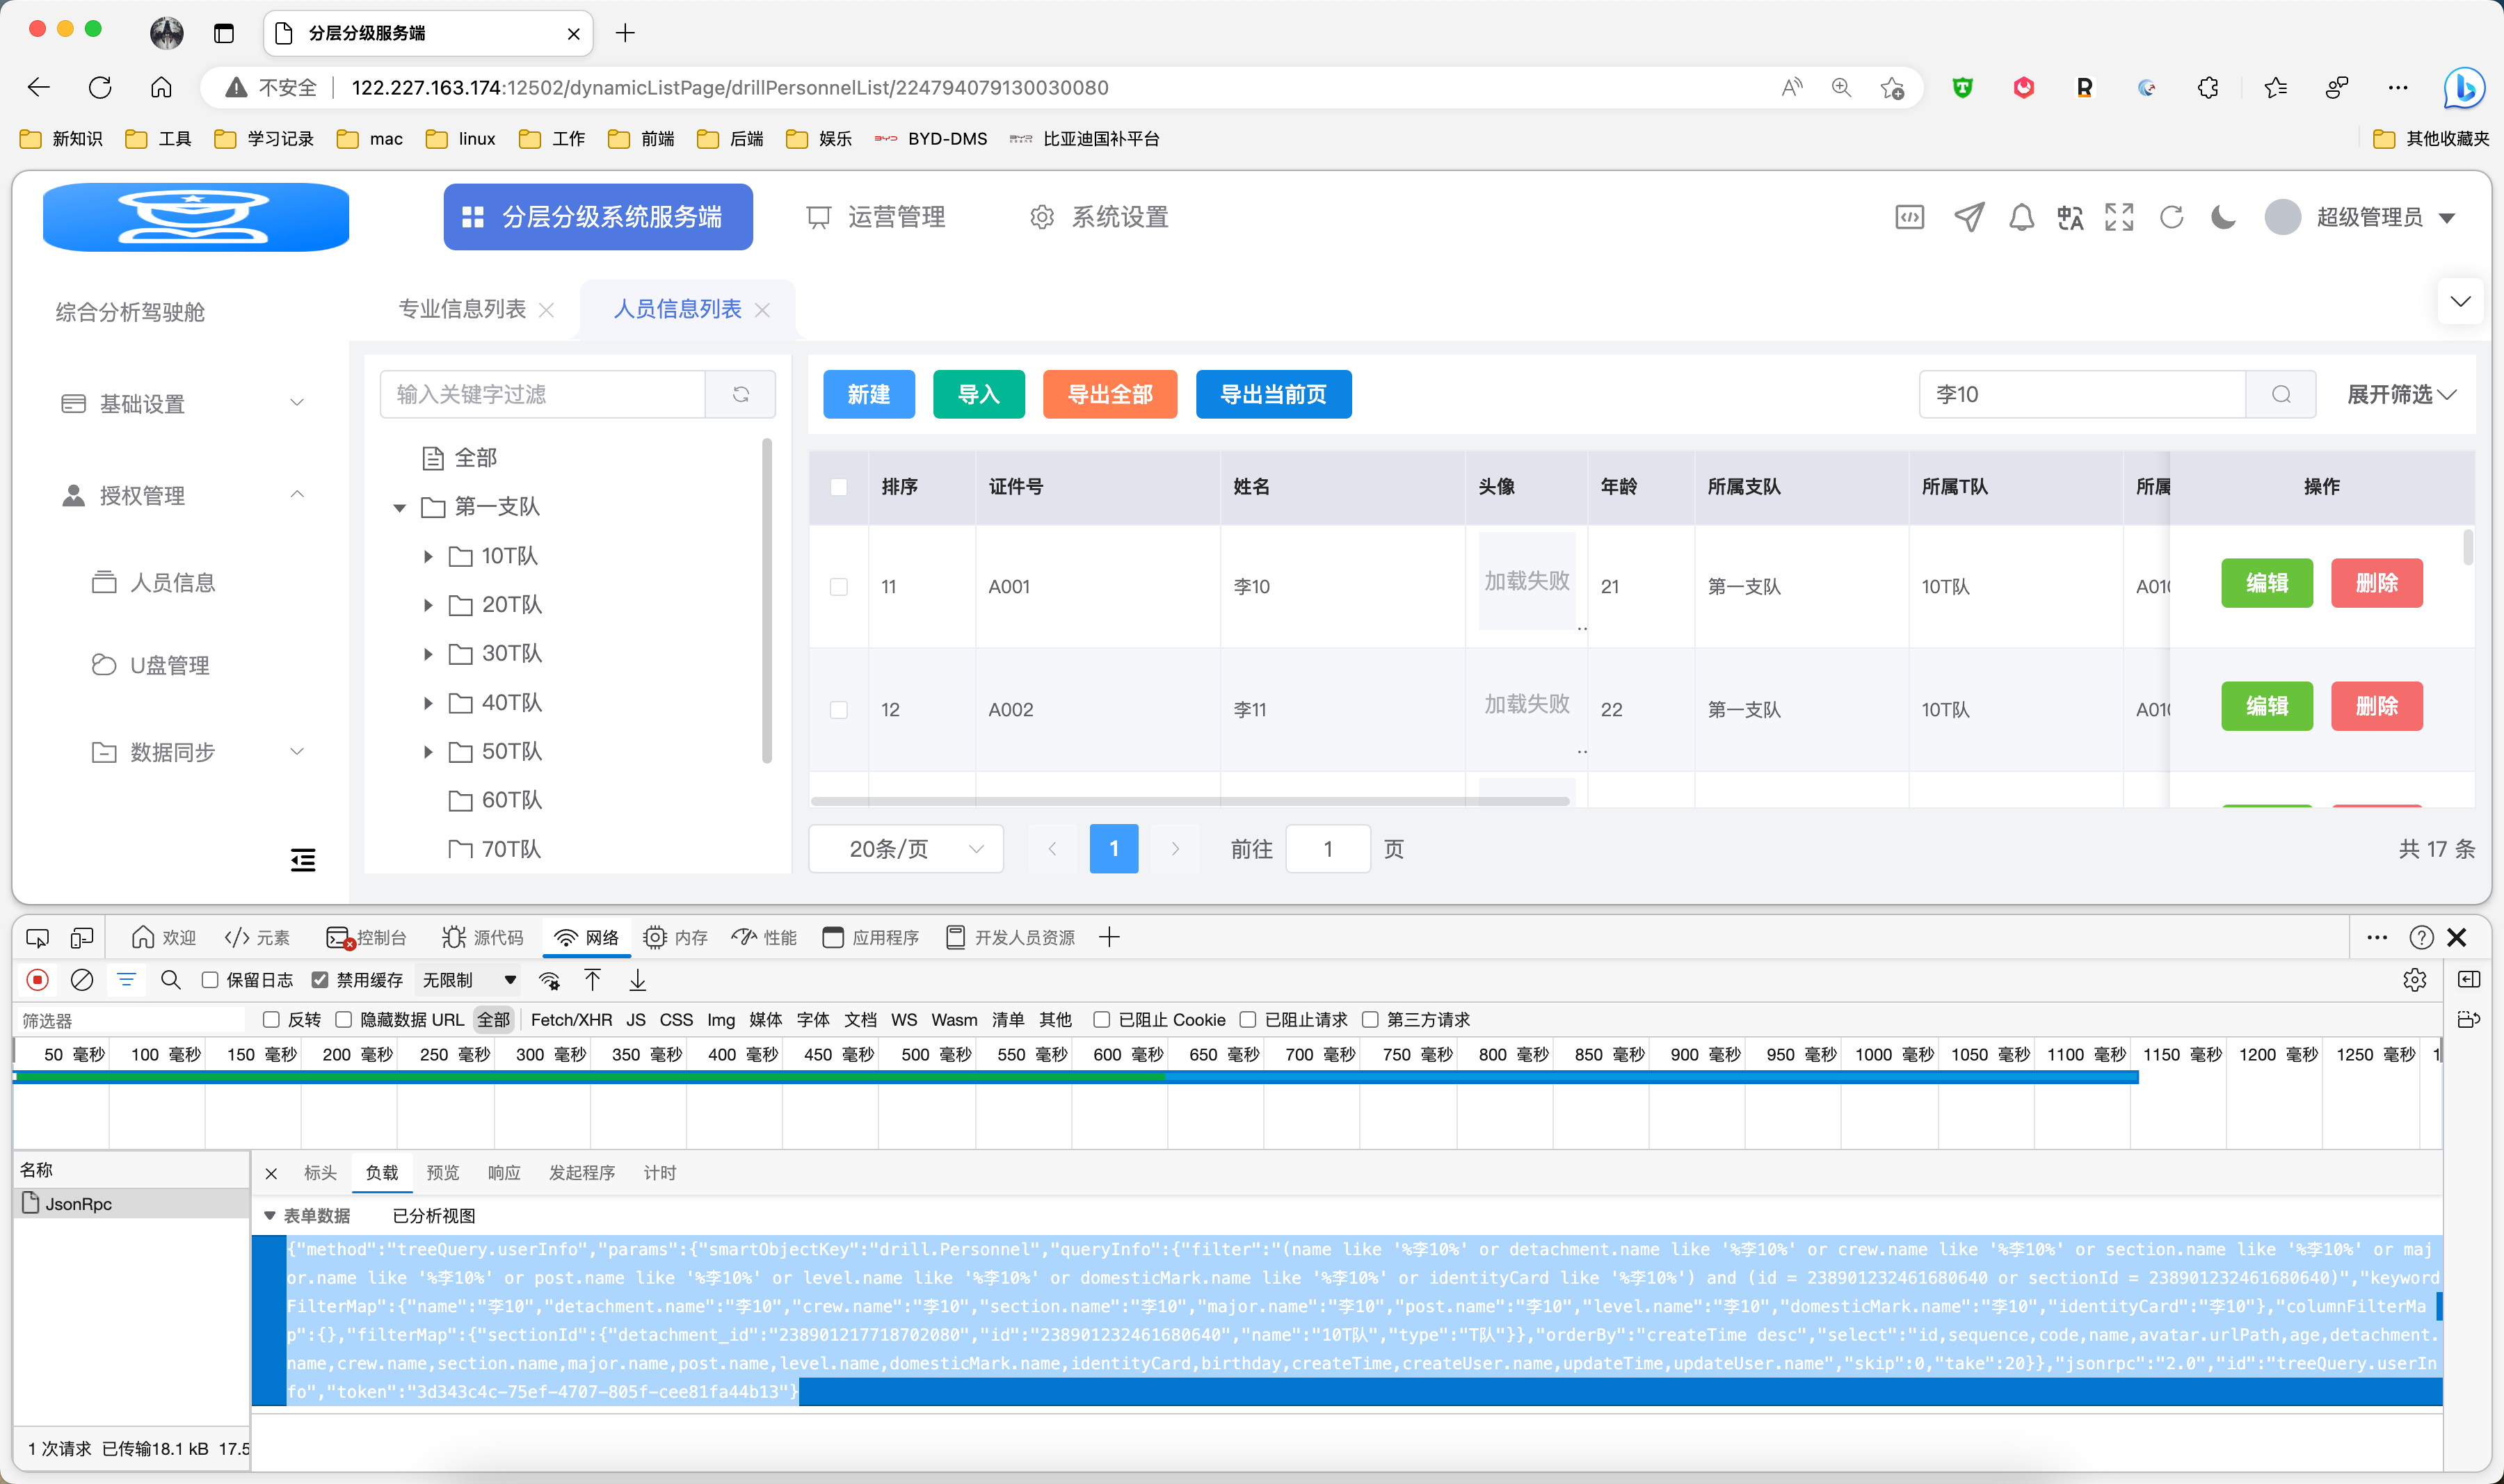 分层分级服务端
不安全 122.227.163.174:12502/dynamicListPage/drillPersonnelList/224794079130030080
新知识 工具 学习记录 mac linux 工作 前端 后端 娱乐 BYD-DMS 比亚迪国补平台 其他收藏夹
分层分级系统服务端 运营管理 系统设置 超级管理员
综合分析驾驶舱
基础设置
授权管理
人员信息
U盘管理
数据同步
专业信息列表 人员信息列表
输入关键字过滤
全部
第一支队
10T队
20T队
30T队
40T队
50T队
60T队
70T队
新建 导入 导出全部 导出当前页 李10 展开筛选
排序 证件号 姓名 头像 年龄 所属支队 所属T队 所属 操作
11 A001 李10 加载失败 .. 21 第一支队 10T队 A010 编辑 删除
12 A002 李11 加载失败 .. 22 第一支队 10T队 A010 编辑 删除
20条/页 1 前往 1 页 共 17 条
欢迎 元素 控制台 源代码 网络 内存 性能 应用程序 开发人员资源
保留日志 禁用缓存 无限制
筛选器 反转 隐藏数据 URL 全部 Fetch/XHR JS CSS Img 媒体 字体 文档 WS Wasm 清单 其他 已阻止 Cookie 已阻止请求 第三方请求
50 毫秒 100 毫秒 150 毫秒 200 毫秒 250 毫秒 300 毫秒 350 毫秒 400 毫秒 450 毫秒 500 毫秒 550 毫秒 600 毫秒 650 毫秒 700 毫秒 750 毫秒 800 毫秒 850 毫秒 900 毫秒 950 毫秒 1000 毫秒 1050 毫秒 1100 毫秒 1150 毫秒 1200 毫秒 1250 毫秒 1
名称
JsonRpc
1 次请求 已传输18.1 kB 17.5
标头 负载 预览 响应 发起程序 计时
表单数据 已分析视图
{"method":"treeQuery.userInfo","params":{"smartObjectKey":"drill.Personnel","queryInfo":{"filter":"(name like '%李10%' or detachment.name like '%李10%' or crew.name like '%李10%' or section.name like '%李10%' or maj
or.name like '%李10%' or post.name like '%李10%' or level.name like '%李10%' or domesticMark.name like '%李10%' or identityCard like '%李10%') and (id = 238901232461680640 or sectionId = 238901232461680640)","keyword
FilterMap":{"name":"李10","detachment.name":"李10","crew.name":"李10","section.name":"李10","major.name":"李10","post.name":"李10","level.name":"李10","domesticMark.name":"李10","identityCard":"李10"},"columnFilterMa
p":{},"filterMap":{"sectionId":{"detachment_id":"238901217718702080","id":"238901232461680640","name":"10T队","type":"T队"}},"orderBy":"createTime desc","select":"id,sequence,code,name,avatar.urlPath,age,detachment.
name,crew.name,section.name,major.name,post.name,level.name,domesticMark.name,identityCard,birthday,createTime,createUser.name,updateTime,updateUser.name","skip":0,"take":20}},"jsonrpc":"2.0","id":"treeQuery.userIn
fo","token":"3d343c4c-75ef-4707-805f-cee81fa44b13"}